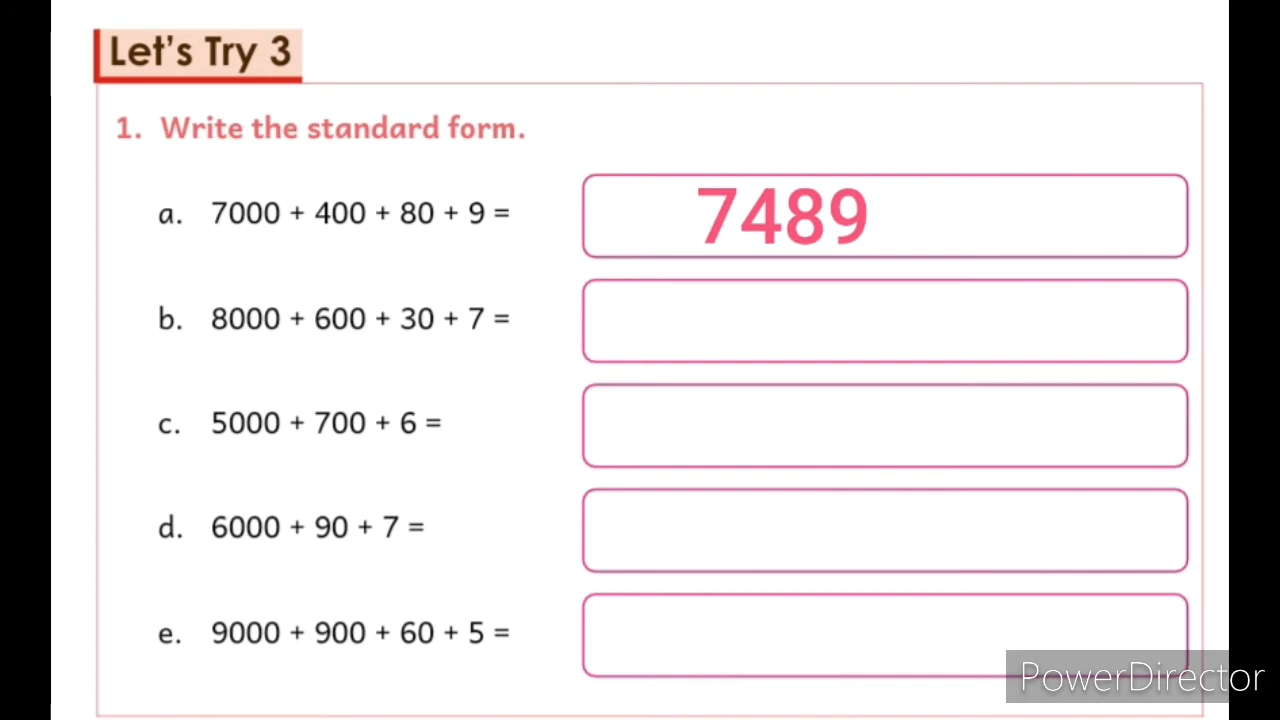 Let's Try 3
1. Write the standard form.
a. 7000 + 400 + 80 + 9 = 7489
b. 8000 + 600 + 30 + 7 =
c. 5000 + 700 + 6 =
d. 6000 + 90 + 7 =
e. 9000 + 900 + 60 + 5 =
PowerDirector